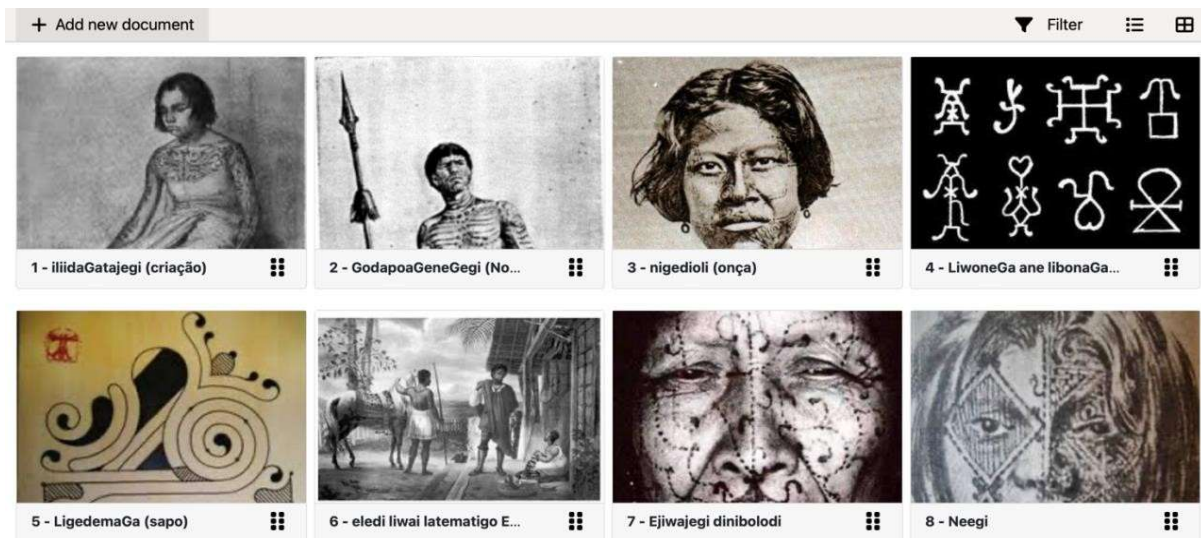 + Add new document
Filter
1 - iliidaGatajegi (criação)
2 - GodapoaGeneGegi (No...
3 - nigedioli (onça)
4 - LiwoneGa ane libonaGa...
5 - LigedemaGa (sapo)
6 - eledi liwai latematigo E...
7 - Ejiwajegi dinibolodi
8 - Neegi